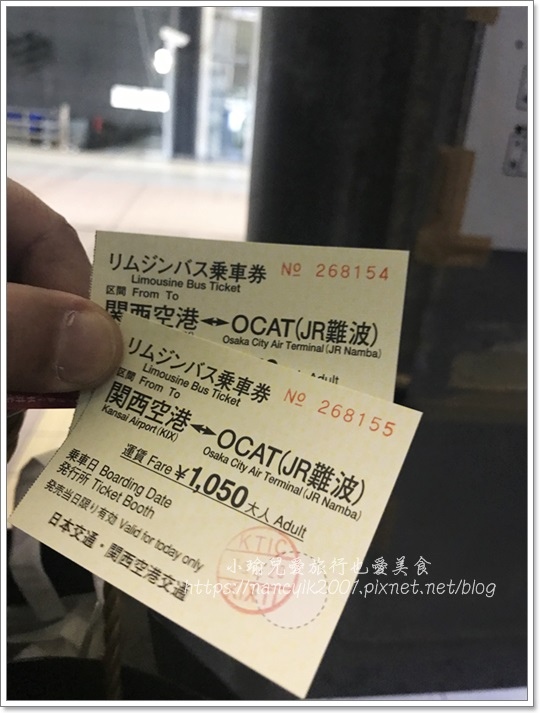 リムジンバス乗車券 № 268154
Limousine Bus Ticket
区間 From To
関西空港↔OCAT(JR難波)
Osaka City Air Terminal (JR Namba)
Adult
リムジンバス乗車券 № 268155
Limousine Bus Ticket
区間 From To
関西空港↔OCAT(JR難波)
Kansai Airport(KIX) Osaka City Air Terminal (JR Namba)
運賃 Fare ¥1,050 大人 Adult
乗車日 Boarding Date
発行所 Ticket Booth
発売当日限り有効 Valid for today only
日本交通・関西空港交通
KTIC
小瑜兒愛旅行也愛美食
https://nancylk2001.pixnet.net/blog